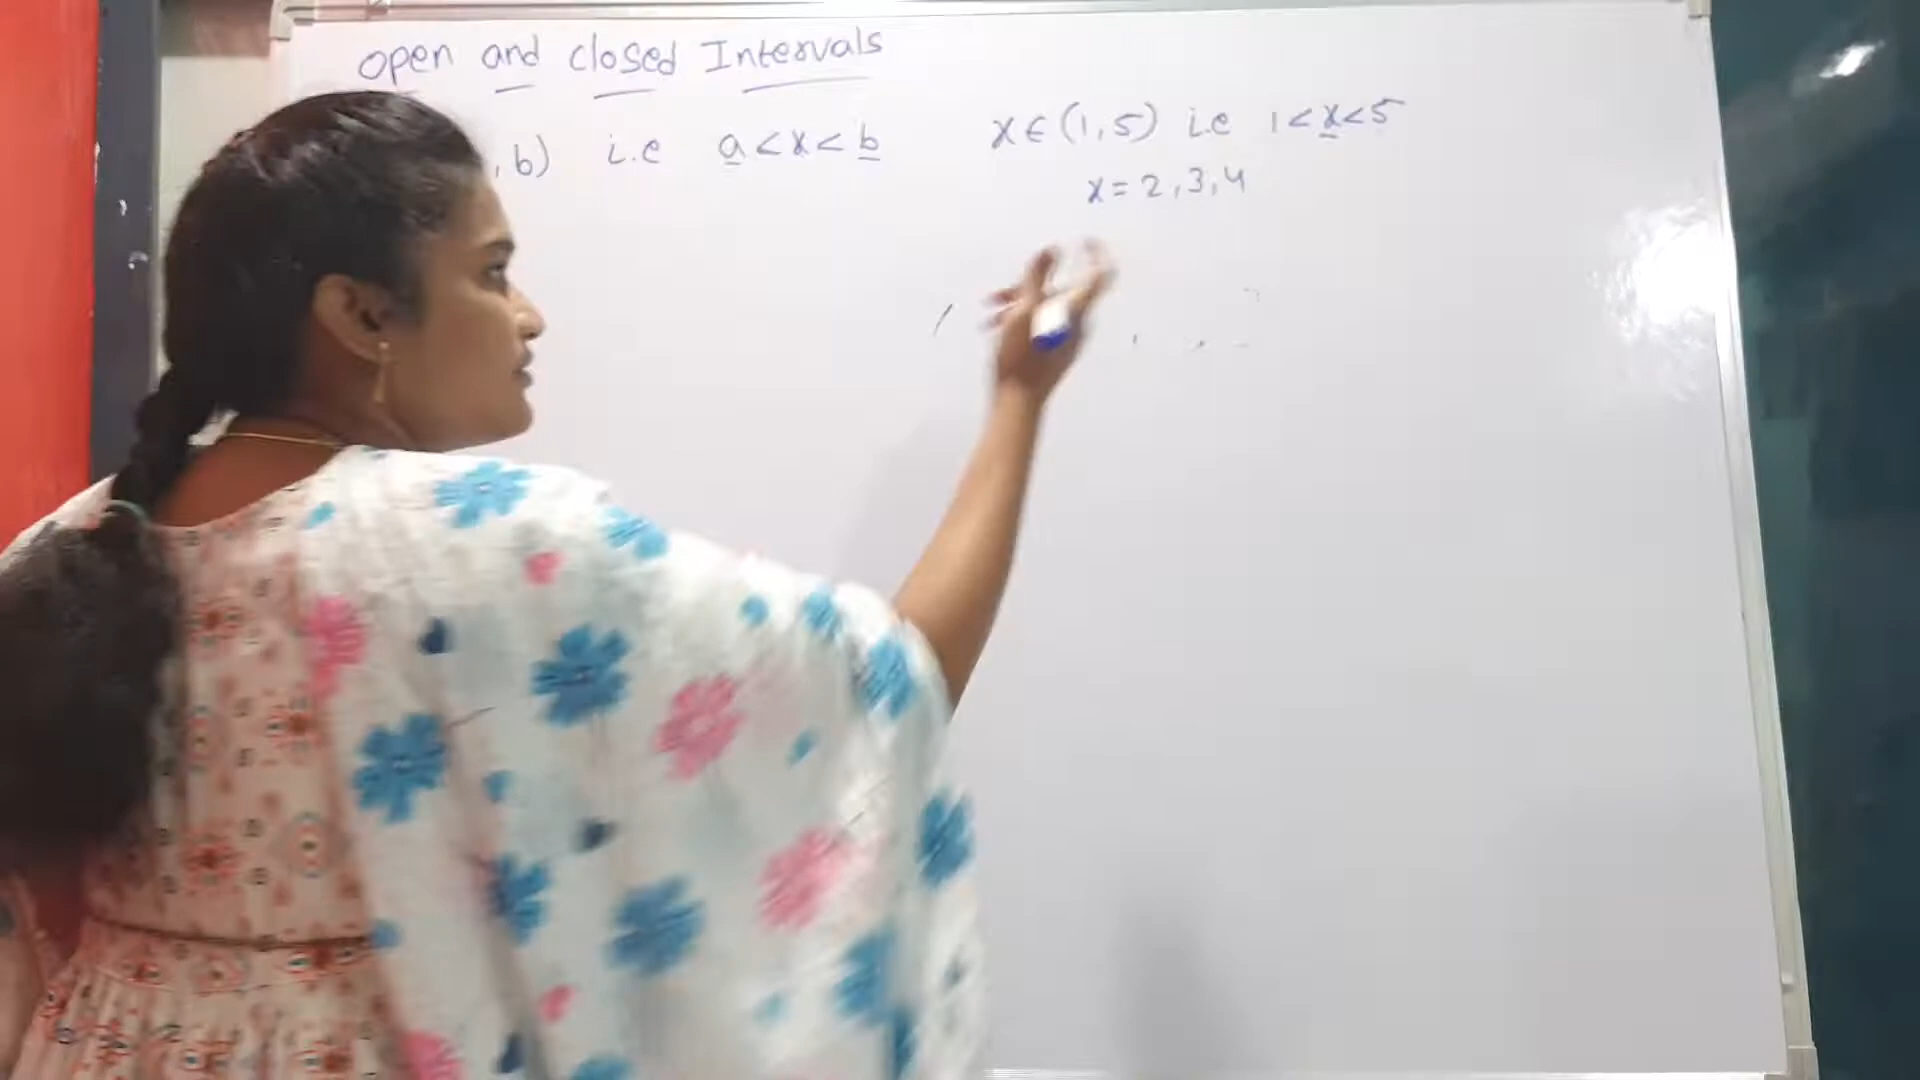 open and closed Intervals
, b) i.e a < x < b
x ∈ (1, 5) i.e 1 < x < 5
x = 2, 3, 4